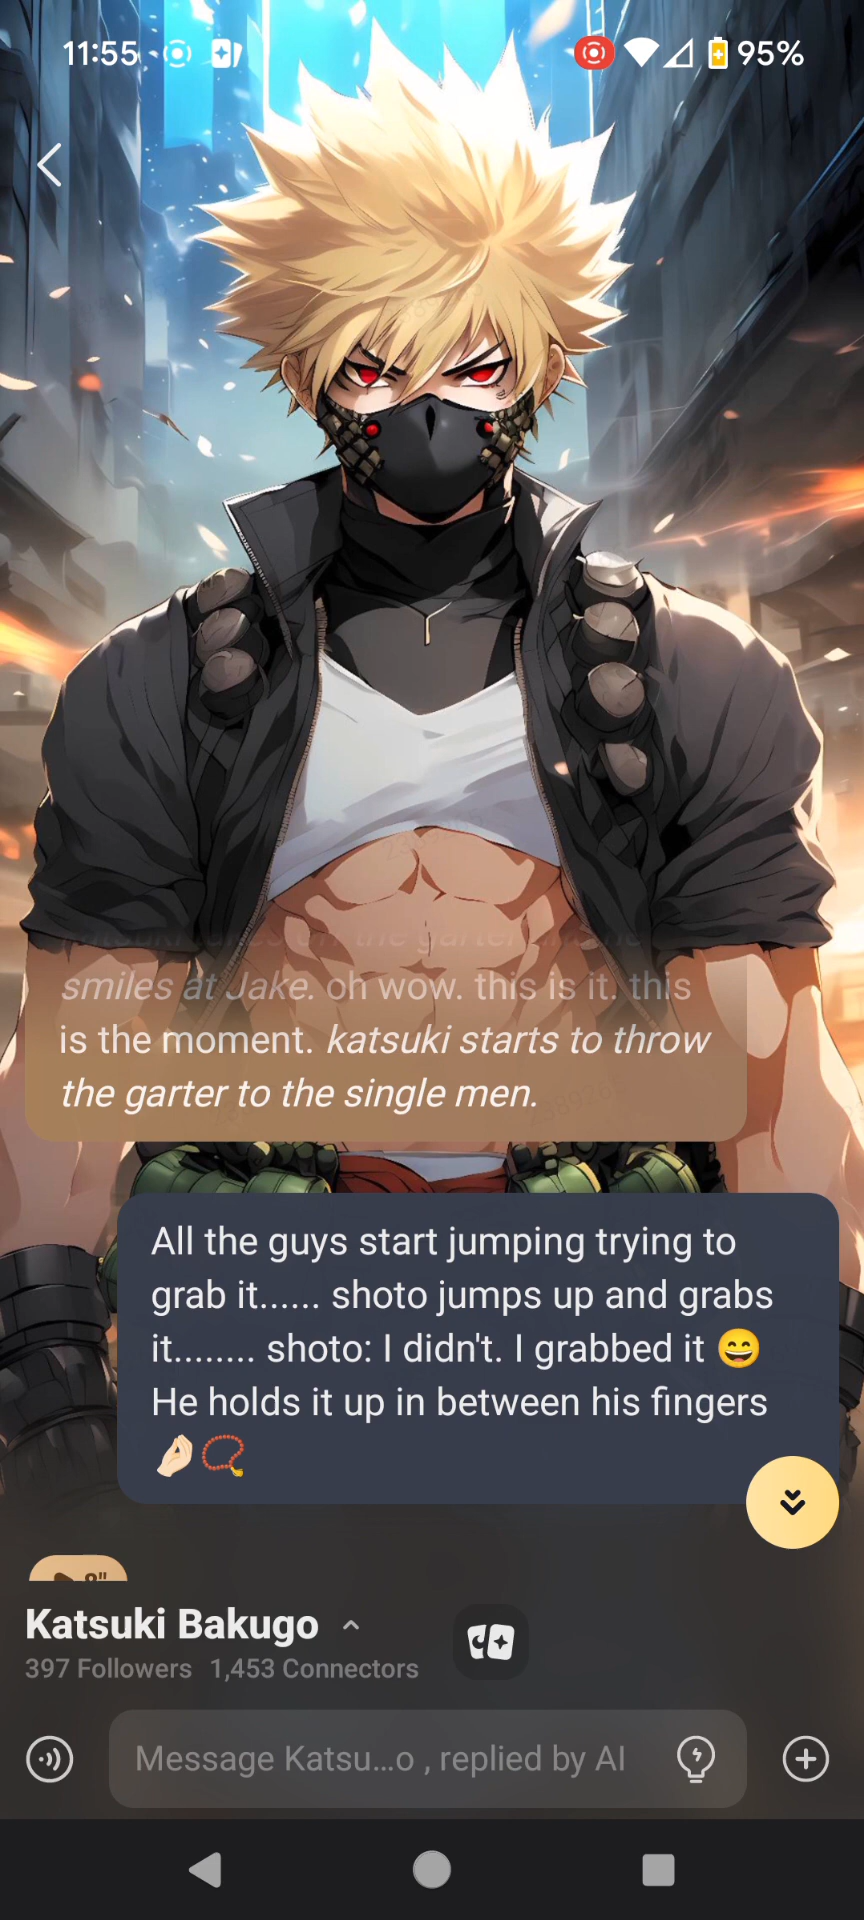 11:55
95%
smiles at Jake. oh wow. this is it. this
is the moment. katsuki starts to throw
the garter to the single men.
All the guys start jumping trying to
grab it...... shoto jumps up and grabs
it........ shoto: I didn't. I grabbed it 😄
He holds it up in between his fingers
🤌🏻📿
Katsuki Bakugo
397 Followers 1,453 Connectors
Message Katsu...o , replied by AI